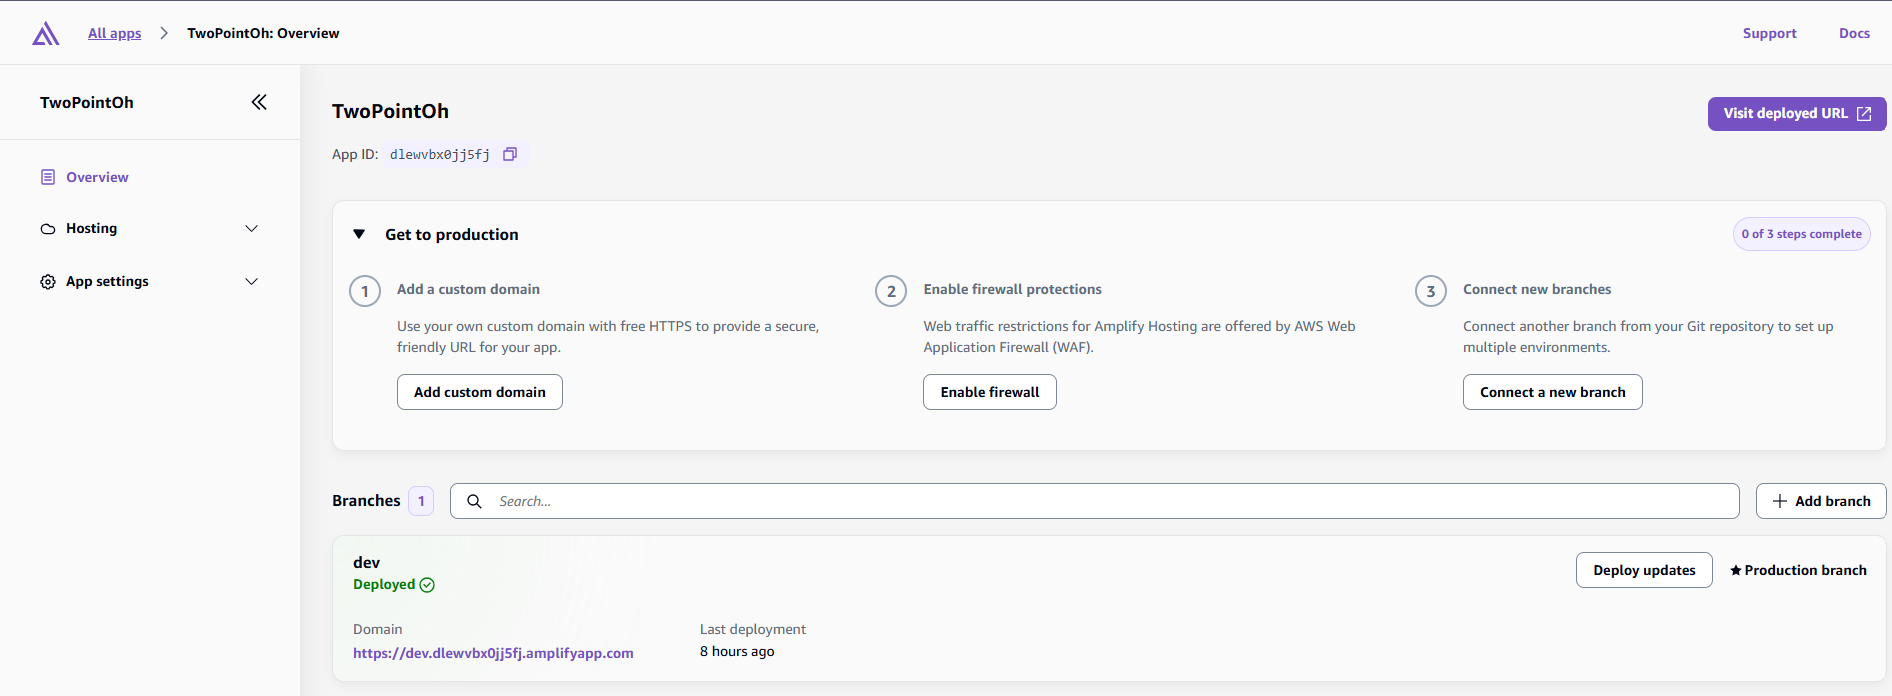 All apps
TwoPointOh: Overview
Support
Docs
TwoPointOh
Overview
Hosting
App settings
TwoPointOh
Visit deployed URL
App ID: dlewvbx0jj5fj
Get to production
0 of 3 steps complete
1
Add a custom domain
Use your own custom domain with free HTTPS to provide a secure,
friendly URL for your app.
Add custom domain
2
Enable firewall protections
Web traffic restrictions for Amplify Hosting are offered by AWS Web
Application Firewall (WAF).
Enable firewall
3
Connect new branches
Connect another branch from your Git repository to set up
multiple environments.
Connect a new branch
Branches 1
Search...
Add branch
dev
Deployed
Deploy updates
Production branch
Domain
https://dev.dlewvbx0jj5fj.amplifyapp.com
Last deployment
8 hours ago